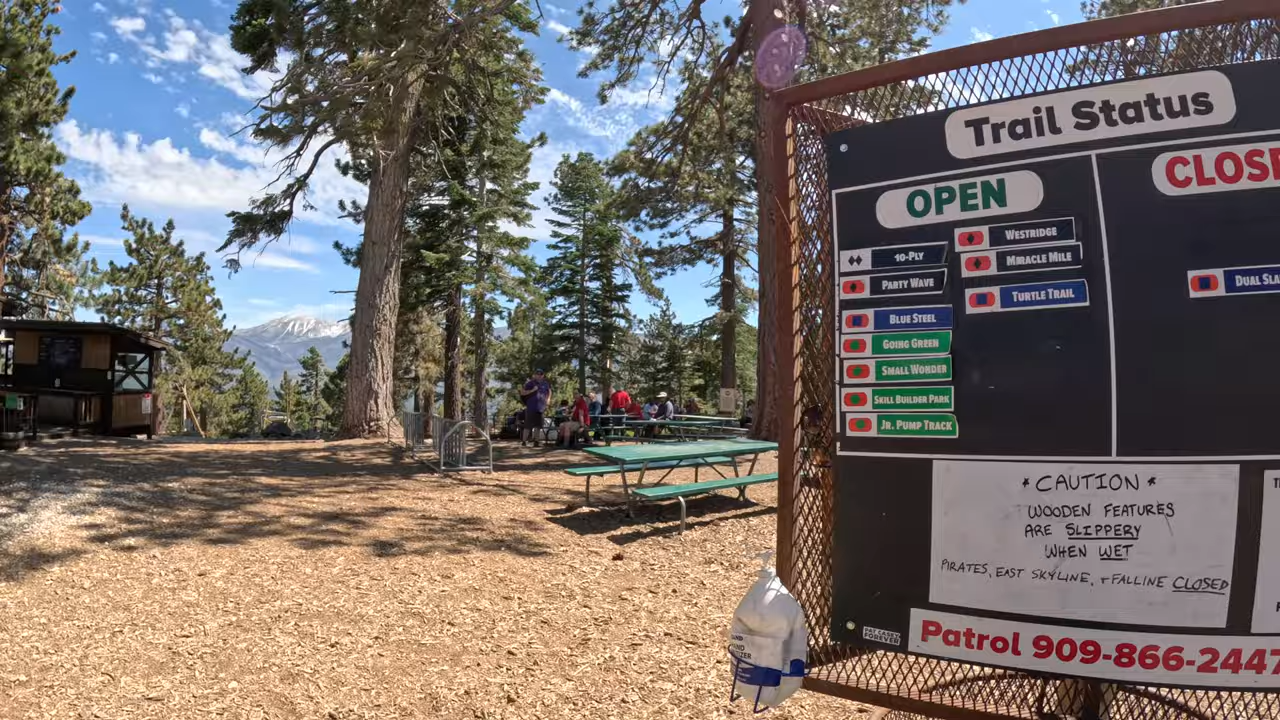 Trail Status
OPEN
10-PLY
PARTY WAVE
BLUE STEEL
GOING GREEN
SMALL WONDER
SKILL BUILDER PARK
JR. PUMP TRACK
WESTRIDGE
MIRACLE MILE
TURTLE TRAIL
CLOSE
DUAL SLA
* CAUTION *
WOODEN FEATURES
ARE SLIPPERY
WHEN WET
PIRATES, EAST SKYLINE, + FALLINE CLOSED
FOREVER
Patrol 909-866-2447